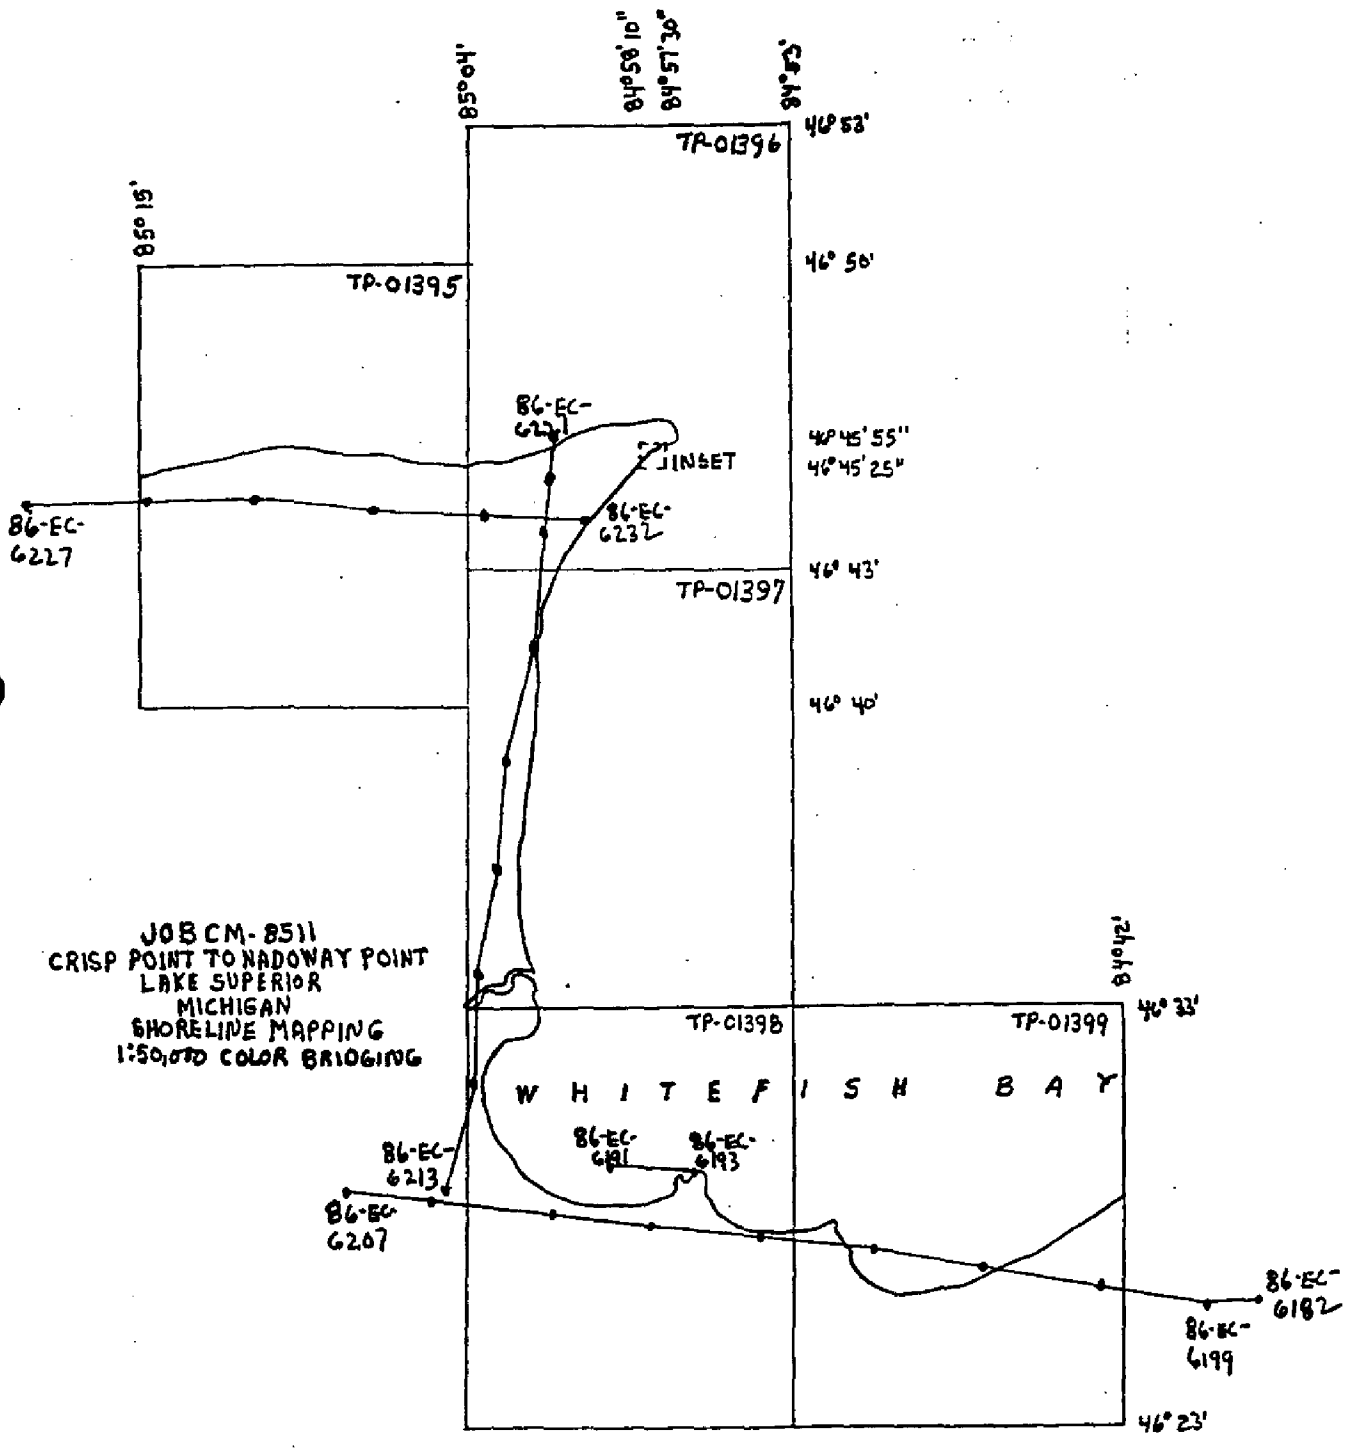 85°04'
84°58'10"
84°57'30"
84°53'
46°53'
TP-01396
85°15'
46° 50'
TP-01395
86-EC-
6221
46°45'55"
INSET
46°45'25"
86-EC-
6227
86-EC-
6232
46° 43'
TP-01397
46° 40'
JOB CM-8511
CRISP POINT TO NADOWAY POINT
LAKE SUPERIOR
MICHIGAN
SHORELINE MAPPING
1:50,000 COLOR BRIDGING
84°42'
46° 33'
TP-01398
TP-01399
WHITEFISH BAY
86-EC-
6191
86-EC-
6193
86-EC-
6213
86-EC-
6207
86-EC-
6182
86-EC-
6199
46° 23'